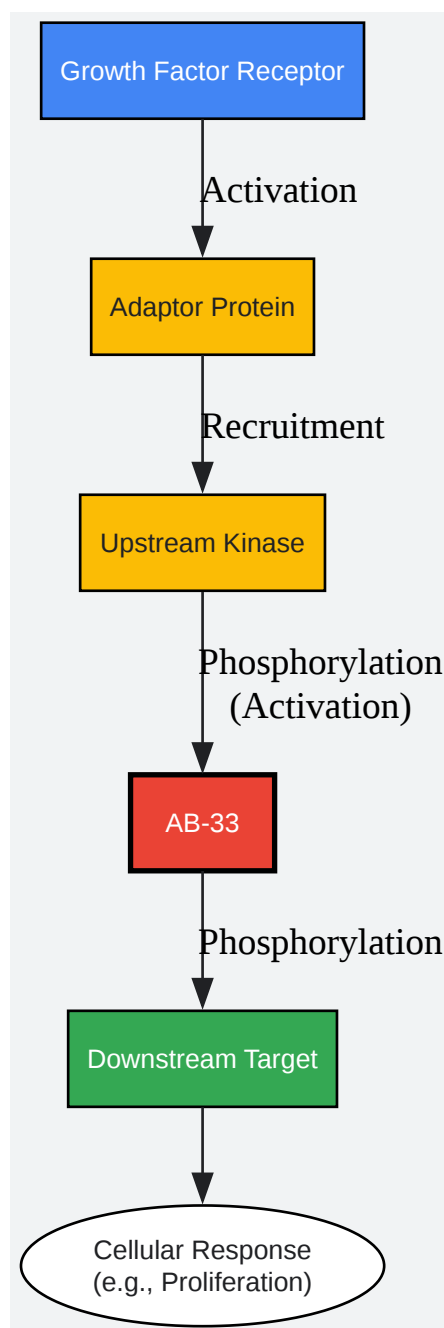 Growth Factor Receptor
Activation
Adaptor Protein
Recruitment
Upstream Kinase
Phosphorylation
(Activation)
AB-33
Phosphorylation
Downstream Target
Cellular Response
(e.g., Proliferation)